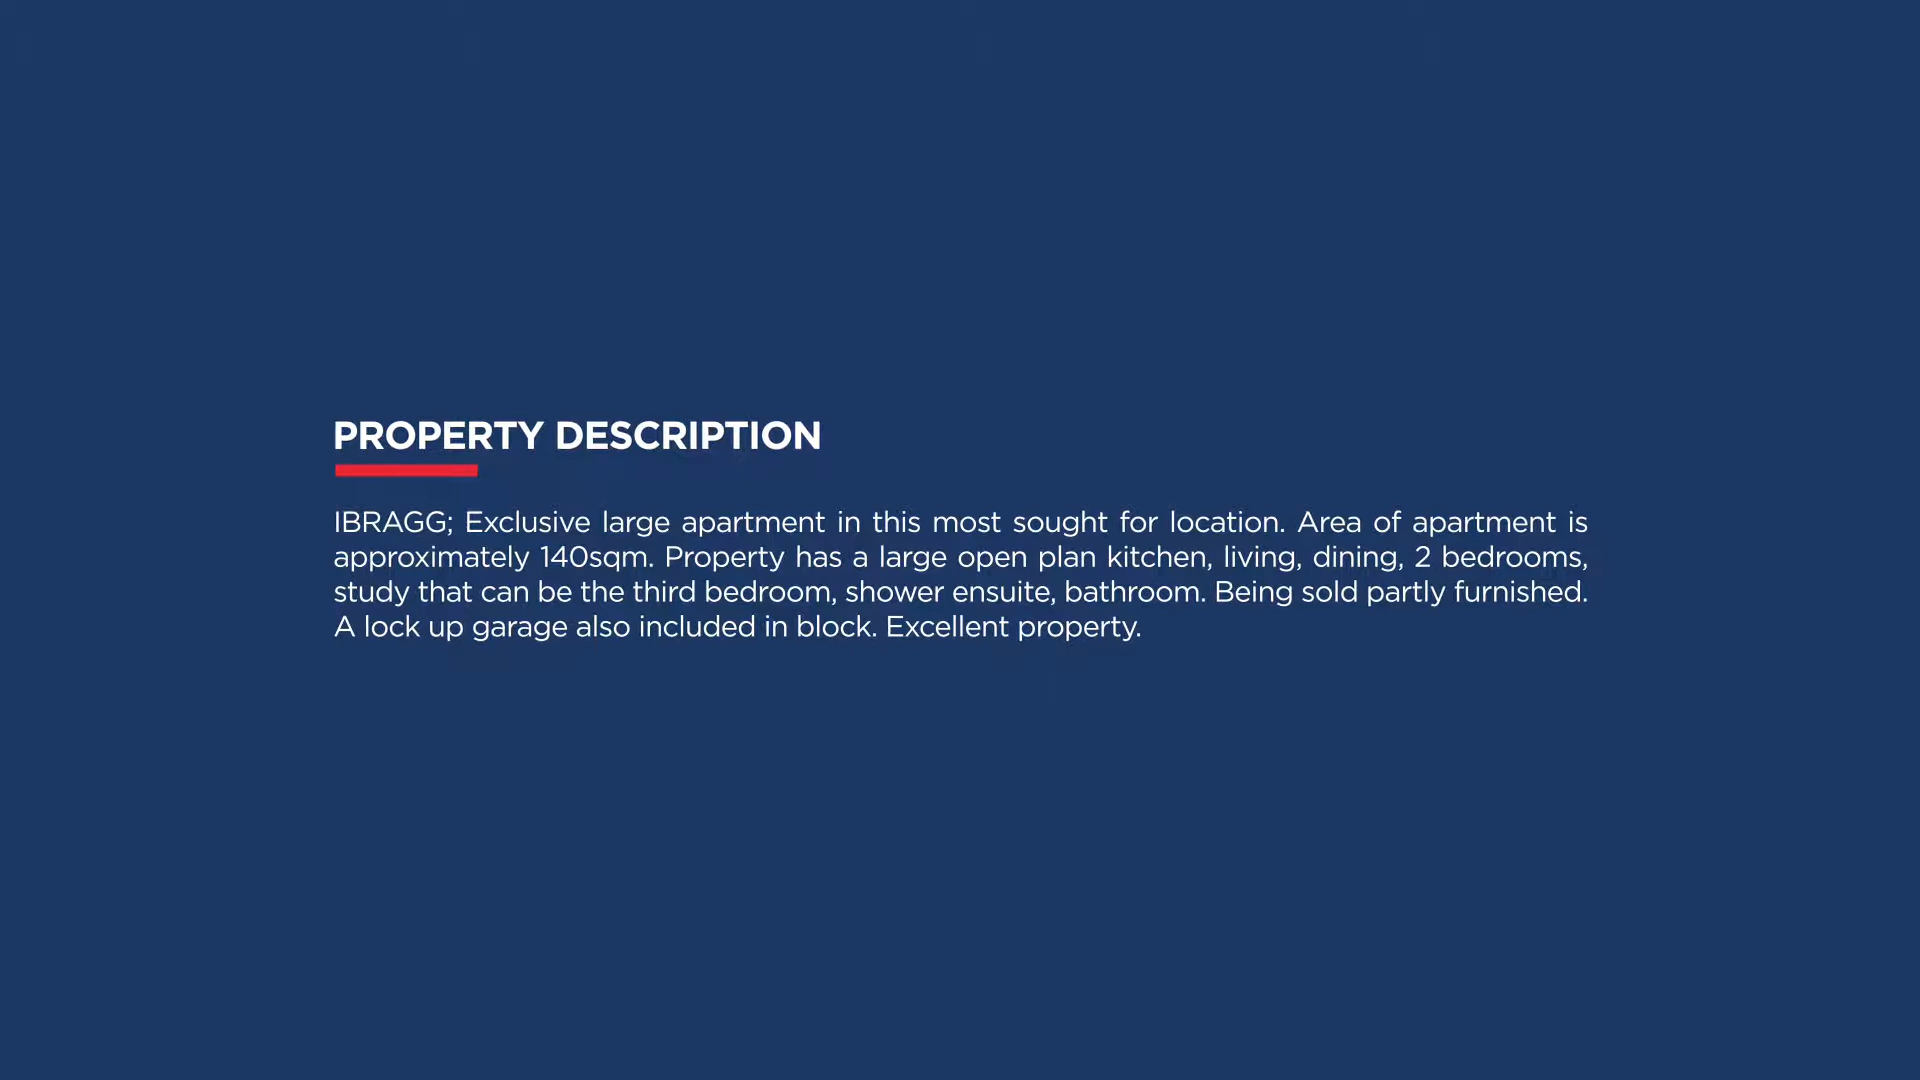 PROPERTY DESCRIPTION
IBRAGG; Exclusive large apartment in this most sought for location. Area of apartment is
approximately 140sqm. Property has a large open plan kitchen, living, dining, 2 bedrooms,
study that can be the third bedroom, shower ensuite, bathroom. Being sold partly furnished.
A lock up garage also included in block. Excellent property.